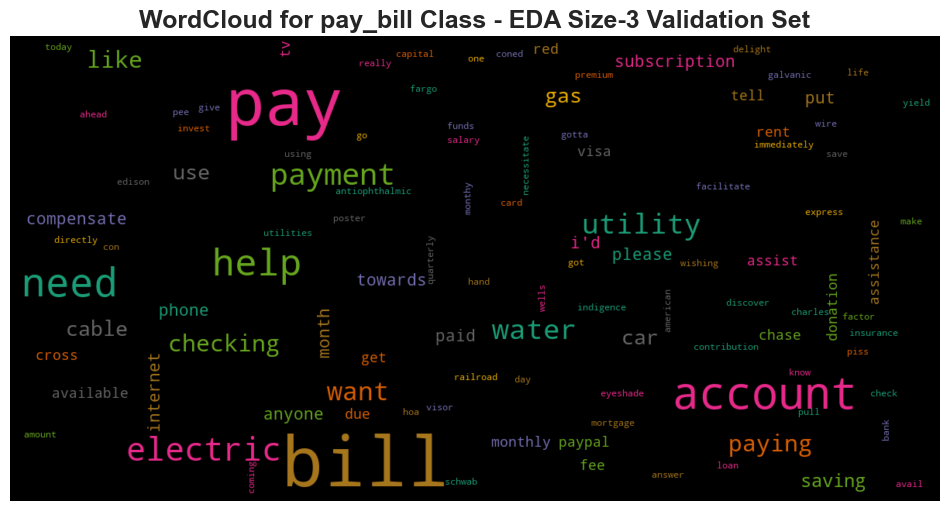 WordCloud for pay_bill Class - EDA Size-3 Validation Set
today
like
tv
really
capital
one
coned
red
subscription
delight
premium
galvanic
life
ahead
pee
give
invest
pay
fargo
gas
tell
put
yield
go
funds
salary
gotta
visa
rent
wire
immediately
save
edison
use
using
payment
antiophthalmic
monthy
necessitate
card
facilitate
compensate
poster
utilities
directly
con
quarterly
utility
i'd
please
got
wishing
express
make
assist
assistance
need
help
towards
hand
wells
indigence
american
discover
charles
donation
factor
insurance
phone
cable
checking
month
paid
water
car
chase
contribution
piss
cross
get
available
internet
want
railroad
day
eyeshade
account
know
check
pull
anyone
due
hoa
visor
mortgage
bank
amount
electric
bill
monthly
paypal
paying
fee
loan
answer
coming
schwab
saving
avail